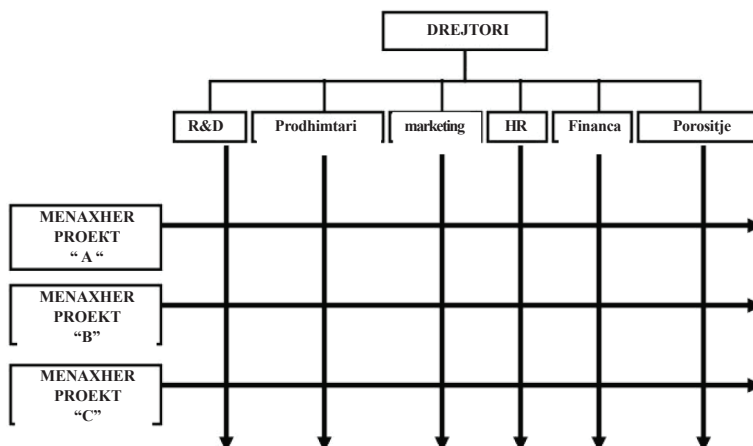 DREJTORI
R&D
Prodhimtari
marketing
HR
Financa
Porositje
MENAXHER
PROEKT
“ A “
MENAXHER
PROEKT
“B”
MENAXHER
PROEKT
“C”